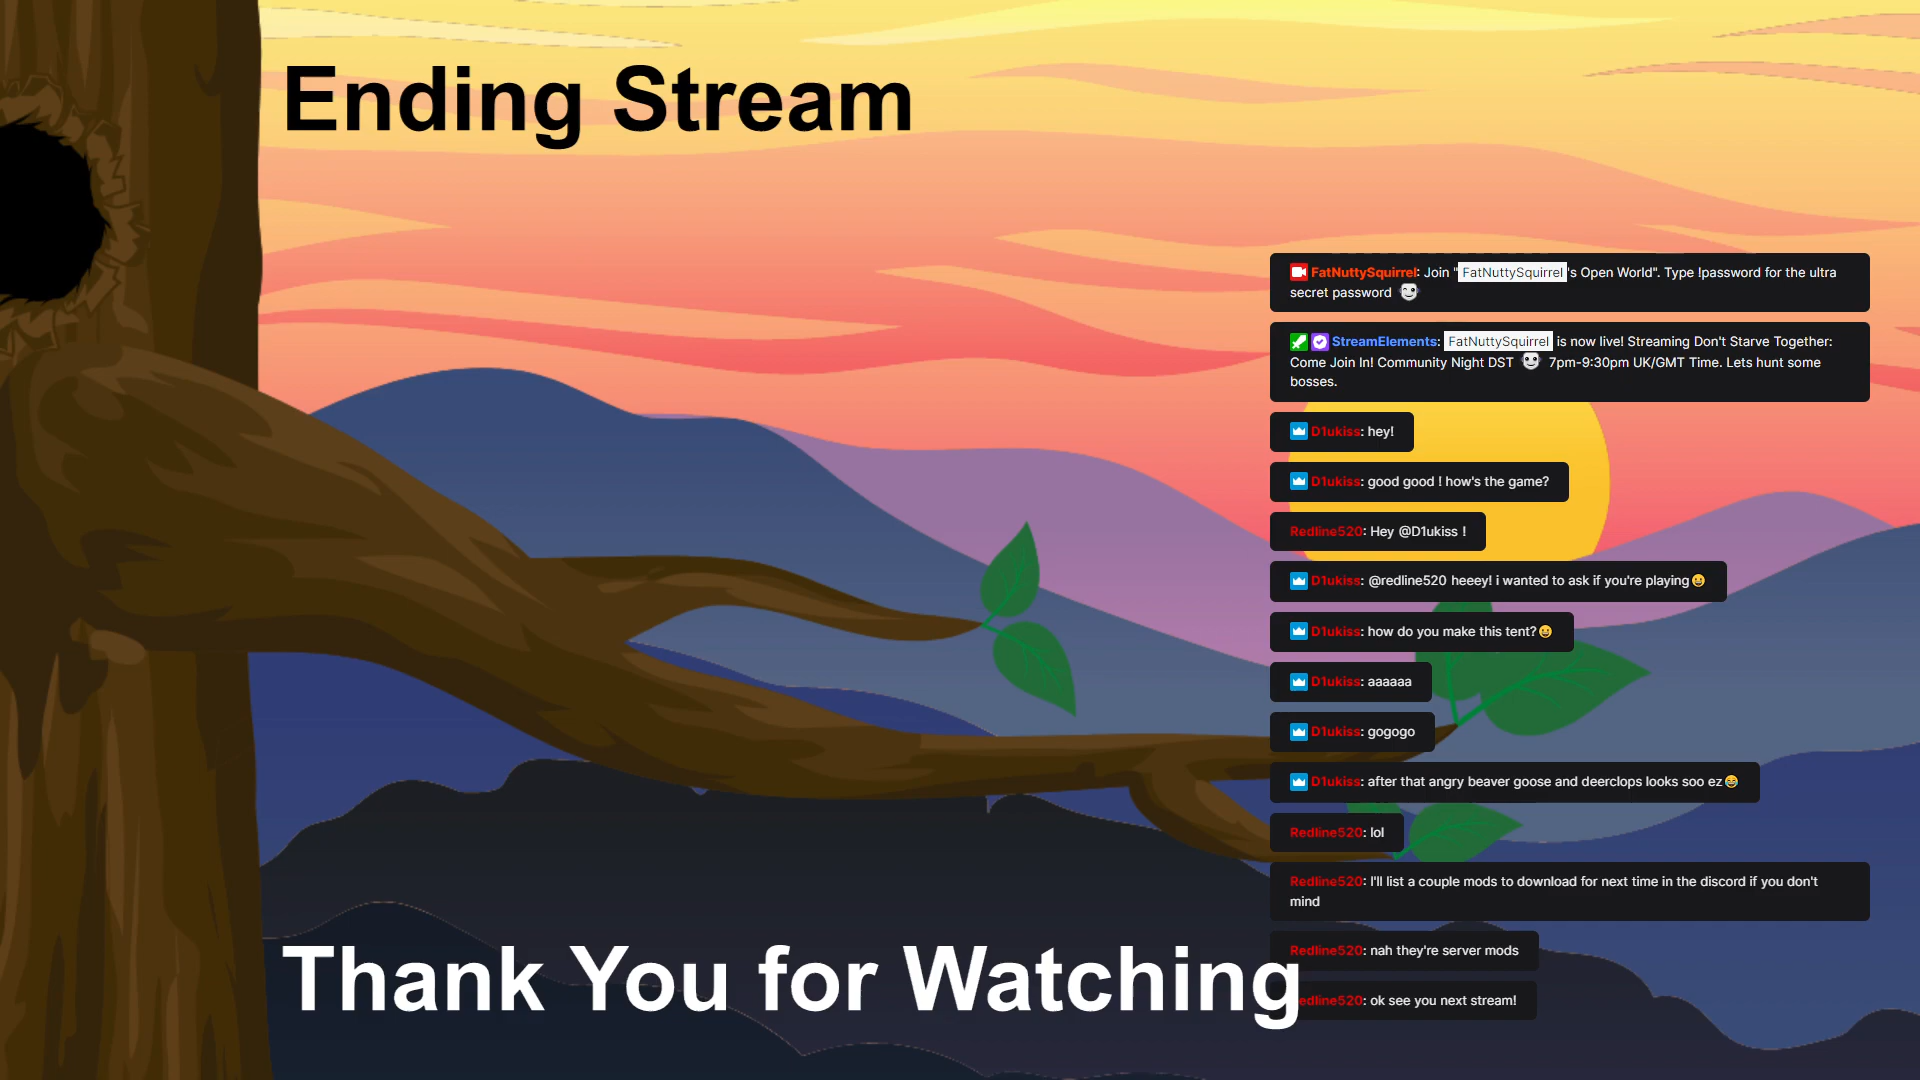 Ending Stream
FatNuttySquirrel: Join "FatNuttySquirrel's Open World". Type !password for the ultra
secret password
StreamElements: FatNuttySquirrel is now live! Streaming Don't Starve Together:
Come Join In! Community Night DST 7pm-9:30pm UK/GMT Time. Lets hunt some
bosses.
D1ukiss: hey!
D1ukiss: good good ! how's the game?
Redline520: Hey @D1ukiss !
D1ukiss: @redline520 heeey! i wanted to ask if you're playing😀
D1ukiss: how do you make this tent?😆
D1ukiss: aaaaaa
D1ukiss: gogogo
D1ukiss: after that angry beaver goose and deerclops looks soo ez😄
Redline520: lol
Redline520: I'll list a couple mods to download for next time in the discord if you don't
mind
Redline520: nah they're server mods
edline520: ok see you next stream!
Thank You for Watching